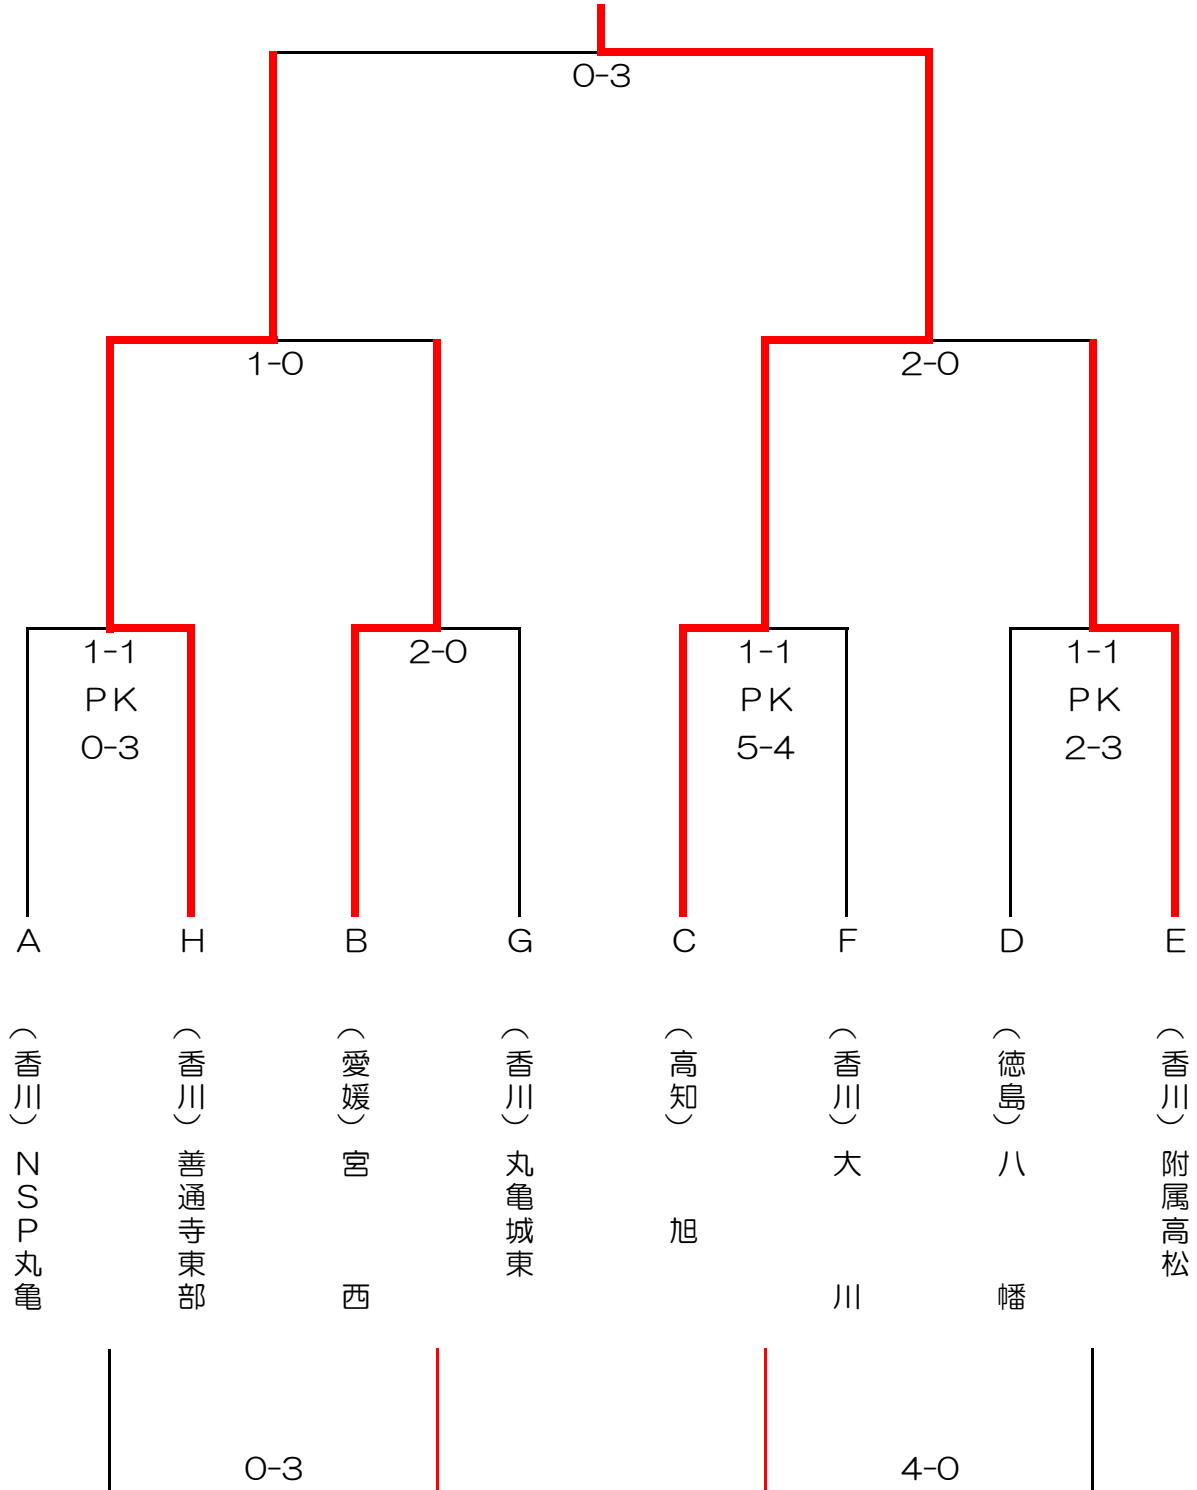 0-3
1-0
2-0
1-1
PK
0-3
2-0
1-1
PK
5-4
1-1
PK
2-3
A
H
B
G
C
F
D
E
（香川）NSP丸亀
（香川）善通寺東部
（愛媛）宮西
（香川）丸亀城東
（高知）旭
（香川）大川
（徳島）八幡
（香川）附属高松
0-3
4-0